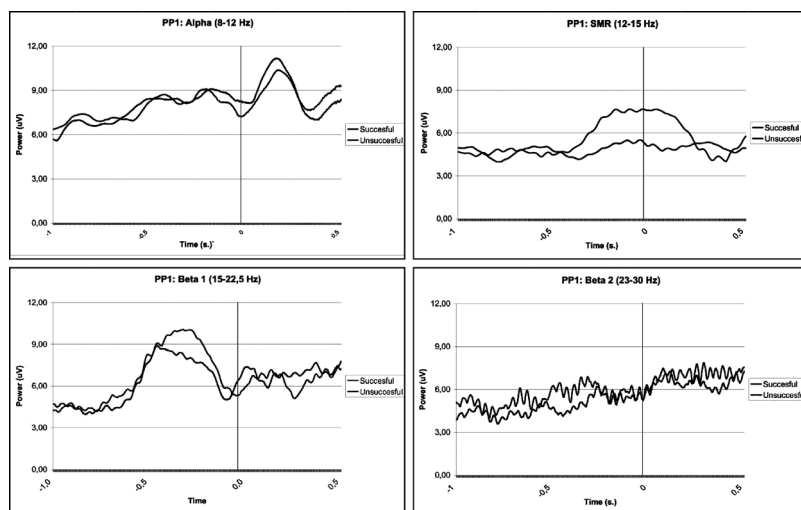 PP1: Alpha (8-12 Hz)
12,00
9,00
6,00
3,00
0,00
Power (uV)
-1
-0.5
0
0.5
Time (s.)`
Succesful
Unsuccesful
PP1: SMR (12-15 Hz)
12,00
9,00
6,00
3,00
0,00
Power (uV)
-1
-0.5
0
0.5
Time (s.)
Succesful
Unsuccesful
PP1: Beta 1 (15-22,5 Hz)
12,00
9,00
6,00
3,00
0,00
Power (uV)
-1,0
-0.5
0.0
0.5
Time
Succesful
Unsuccesful
PP1: Beta 2 (23-30 Hz)
12,00
9,00
6,00
3,00
0,00
Power (uV)
-1
-0.5
0
0.5
Time (s.)
Succesful
Unsuccesful